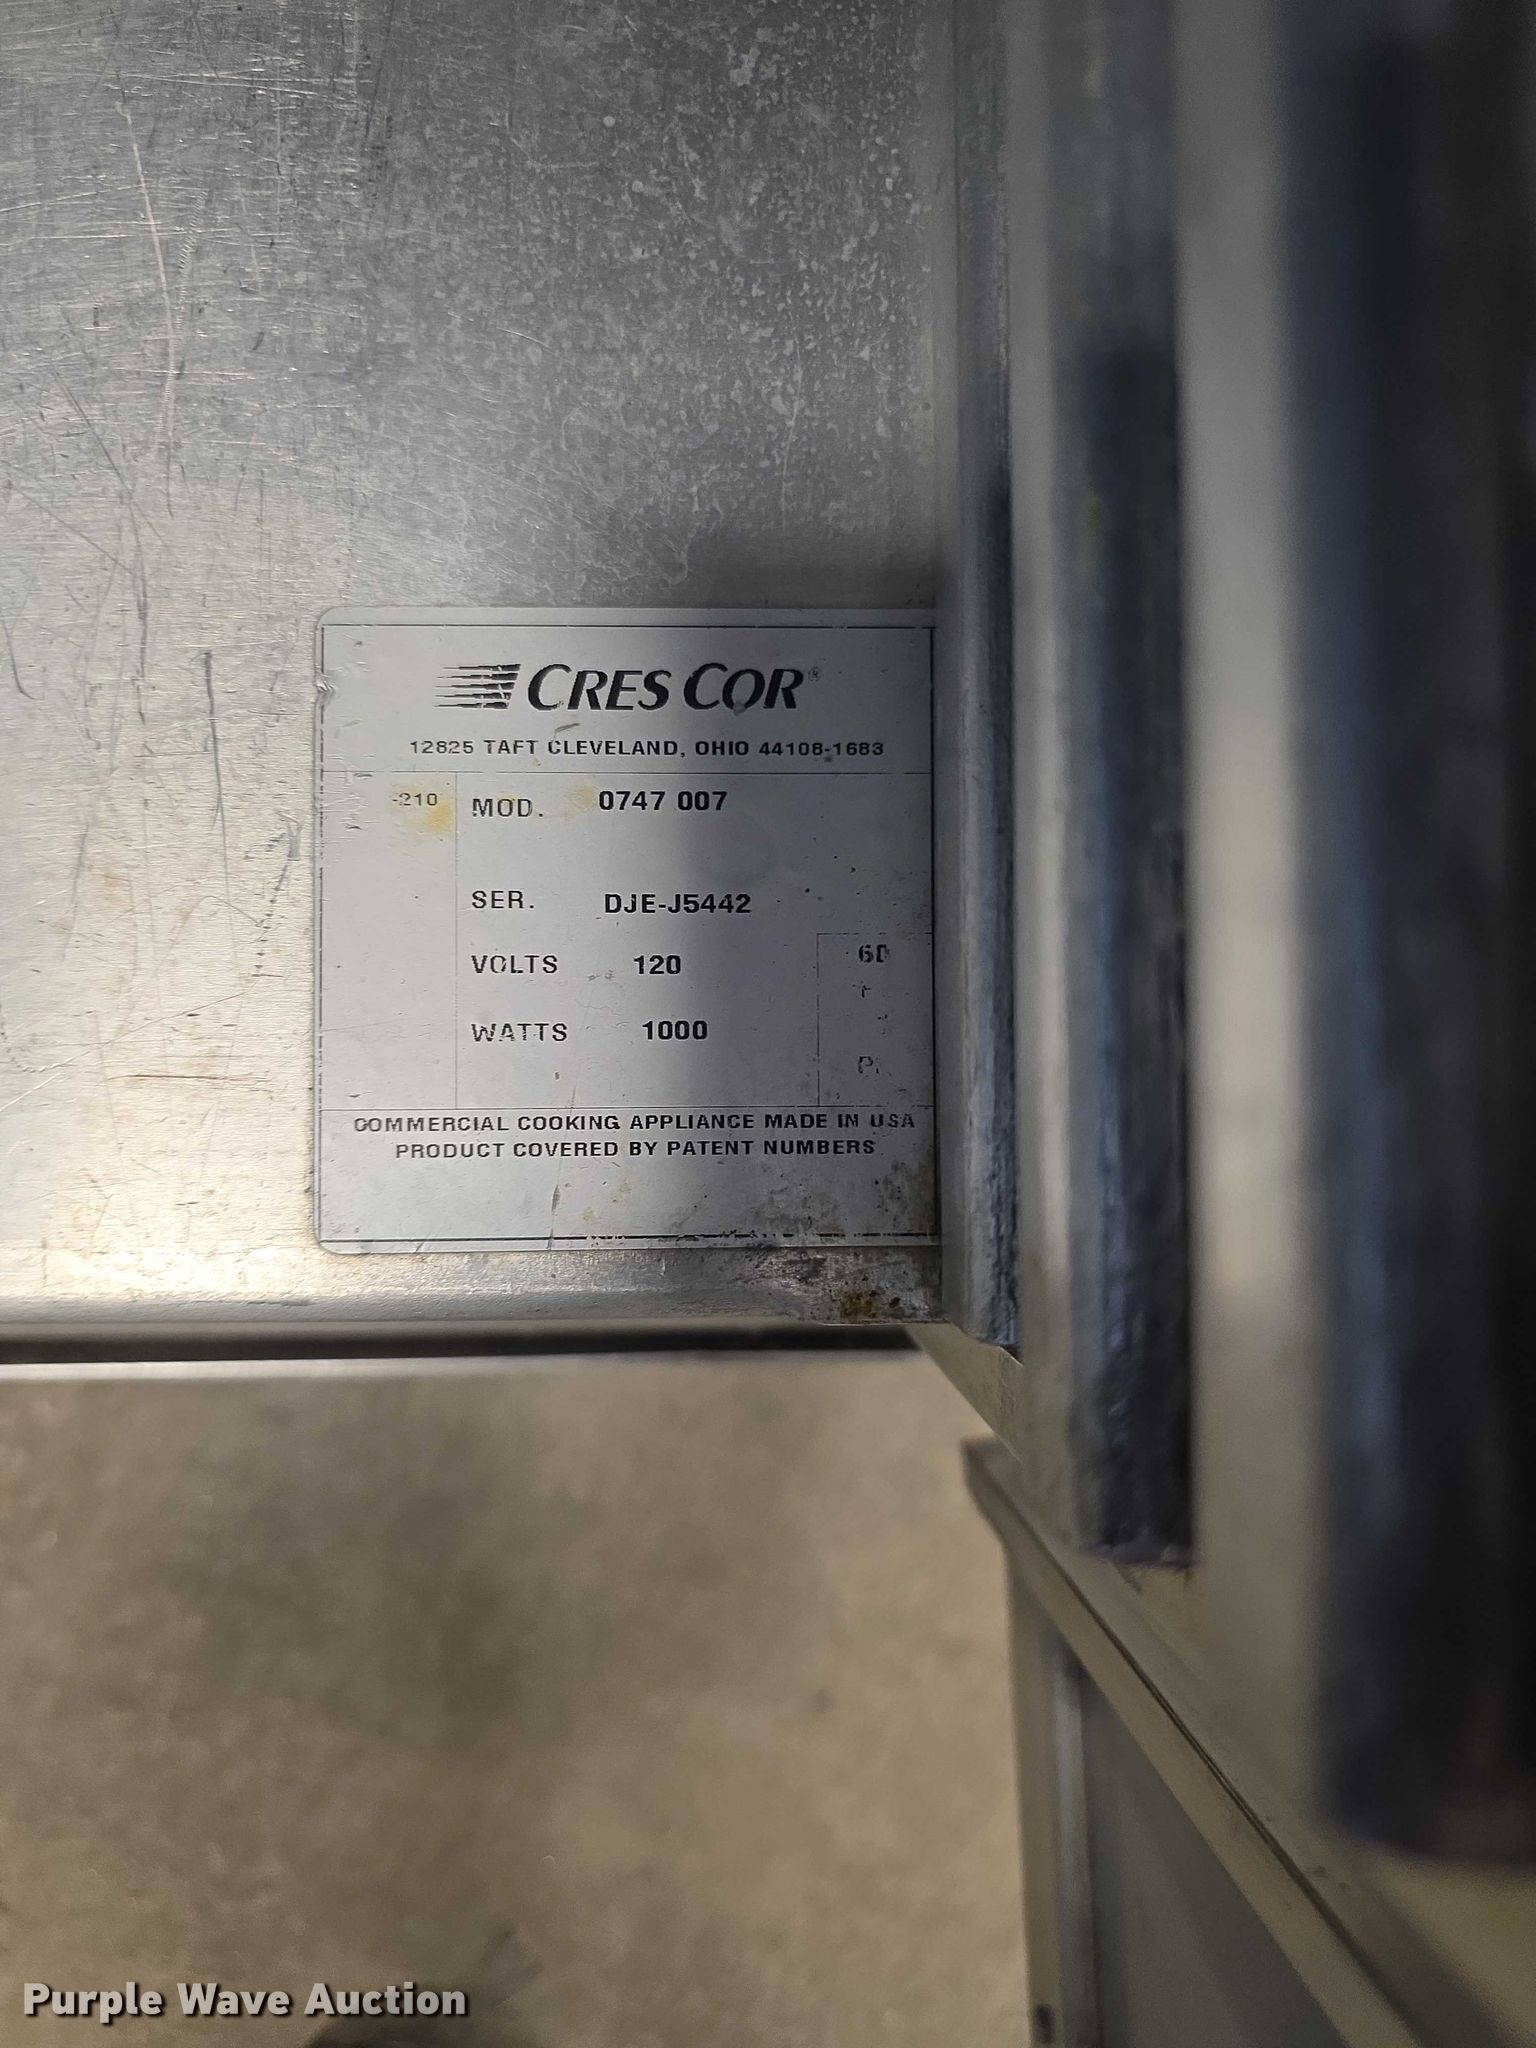 CRES COR®
12825 TAFT CLEVELAND, OHIO 44108-1683
-210 MOD. 0747 007
SER. DJE-J5442
VOLTS 120
WATTS 1000
COMMERCIAL COOKING APPLIANCE MADE IN USA
PRODUCT COVERED BY PATENT NUMBERS
Purple Wave Auction